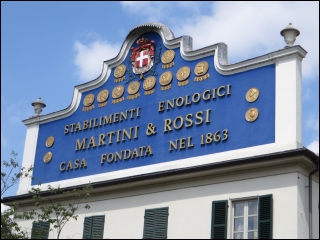 STABILIMENTI ENOLOGICI
MARTINI & ROSSI
CASA FONDATA NEL 1863